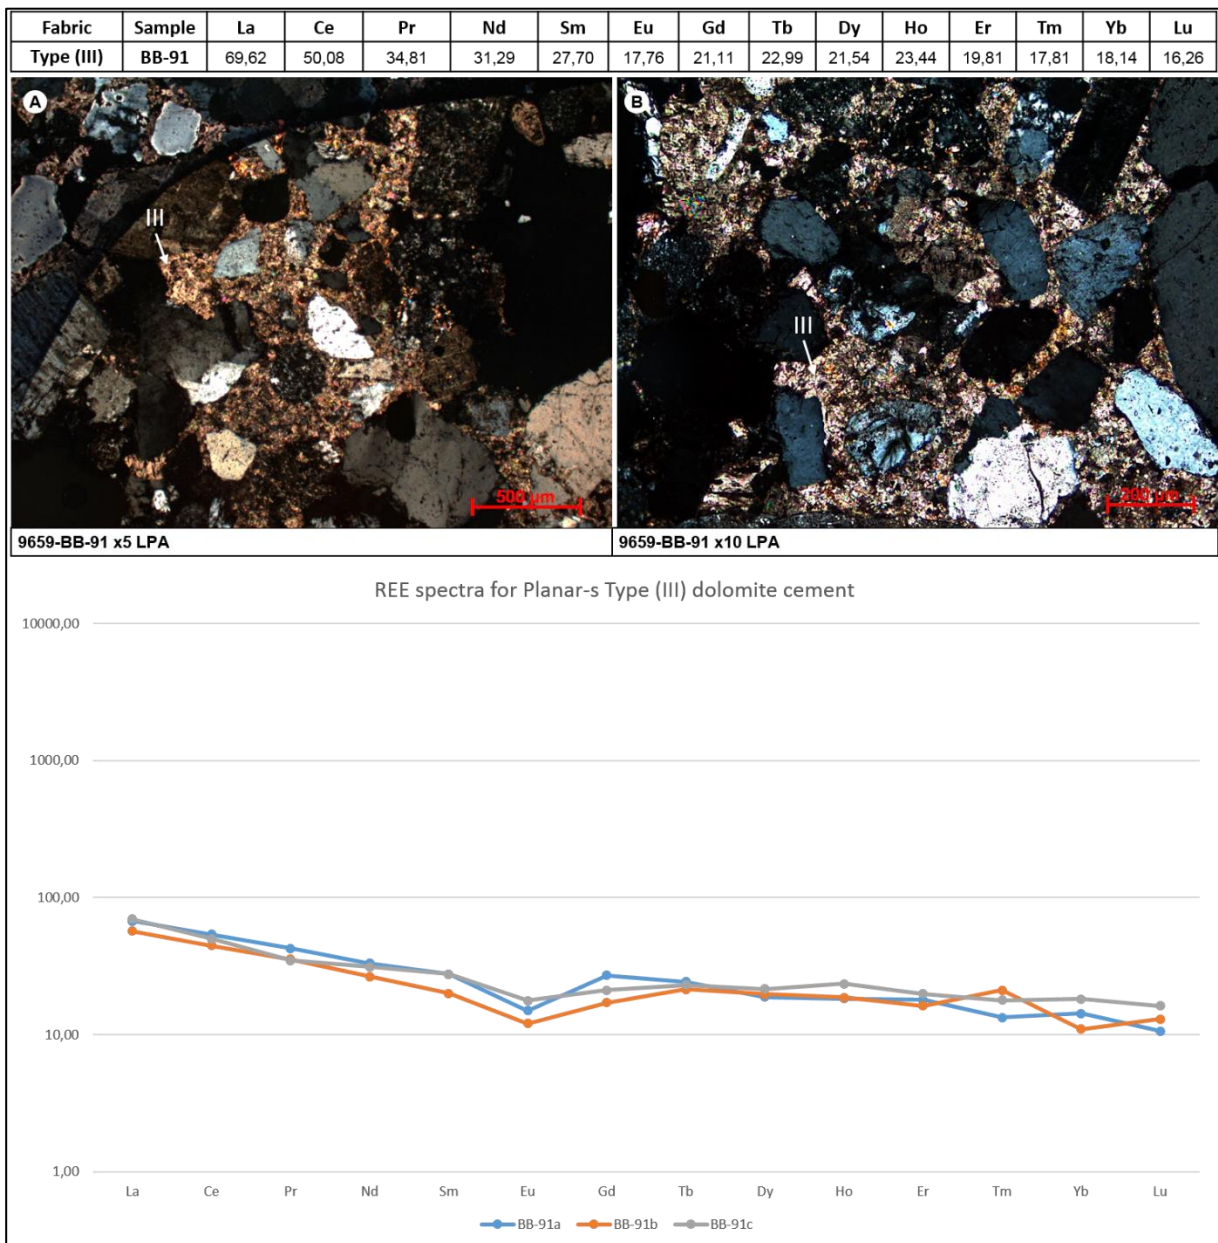 Fabric Sample La Ce Pr Nd Sm Eu Gd Tb Dy Ho Er Tm Yb Lu
Type (III) BB-91 69,62 50,08 34,81 31,29 27,70 17,76 21,11 22,99 21,54 23,44 19,81 17,81 18,14 16,26
A
B
III
III
500 µm
200 µm
9659-BB-91 x5 LPA
9659-BB-91 x10 LPA
REE spectra for Planar-s Type (III) dolomite cement
10000,00
1000,00
100,00
10,00
1,00
La Ce Pr Nd Sm Eu Gd Tb Dy Ho Er Tm Yb Lu
BB-91a BB-91b BB-91c